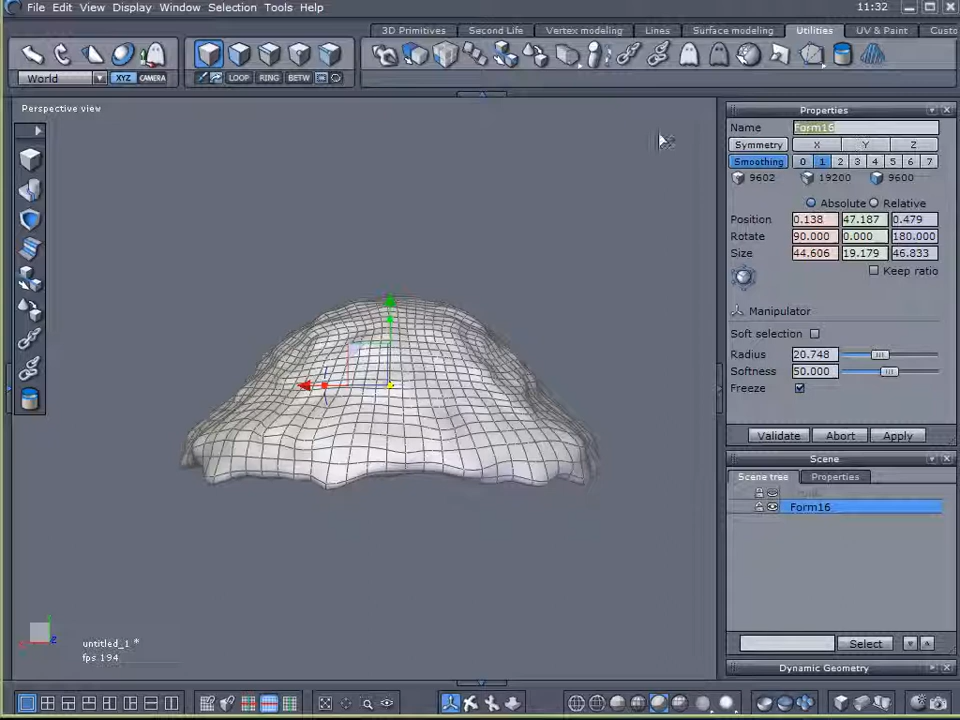 File Edit View Display Selection Tools Help 11:32
3D Primitives Second Life Vertex modeling Lines Surface modeling Utilities UV & Paint Custo
World XYZ CAMERA LOOP RING BETW
Perspective view
Properties
Name Form16
Symmetry X Y Z
Smoothing 0 1 2 3 4 5 6 7
9602 19200 9600
Absolute Relative
Position 0.138 47.187 0.479
Rotate 90.000 0.000 180.000
Size 44.606 19.179 46.833
Keep ratio
Manipulator
Soft selection
Radius 20.748
Softness 50.000
Freeze
Validate Abort Apply
Scene
Scene tree Properties
Form16
untitled_1 *
fps 194
Select
Dynamic Geometry